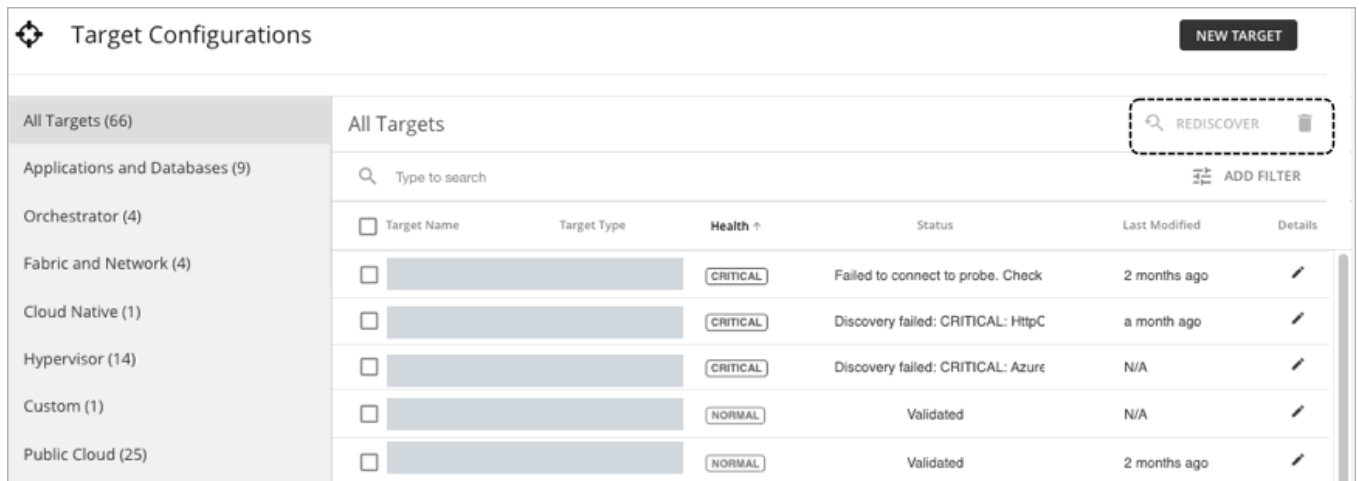 Target Configurations
NEW TARGET
All Targets (66)
Applications and Databases (9)
Orchestrator (4)
Fabric and Network (4)
Cloud Native (1)
Hypervisor (14)
Custom (1)
Public Cloud (25)
All Targets
REDISCOVER
Type to search
ADD FILTER
Target Name Target Type Health ↑ Status Last Modified Details
CRITICAL Failed to connect to probe. Check 2 months ago
CRITICAL Discovery failed: CRITICAL: HttpC a month ago
CRITICAL Discovery failed: CRITICAL: Azure N/A
NORMAL Validated N/A
NORMAL Validated 2 months ago